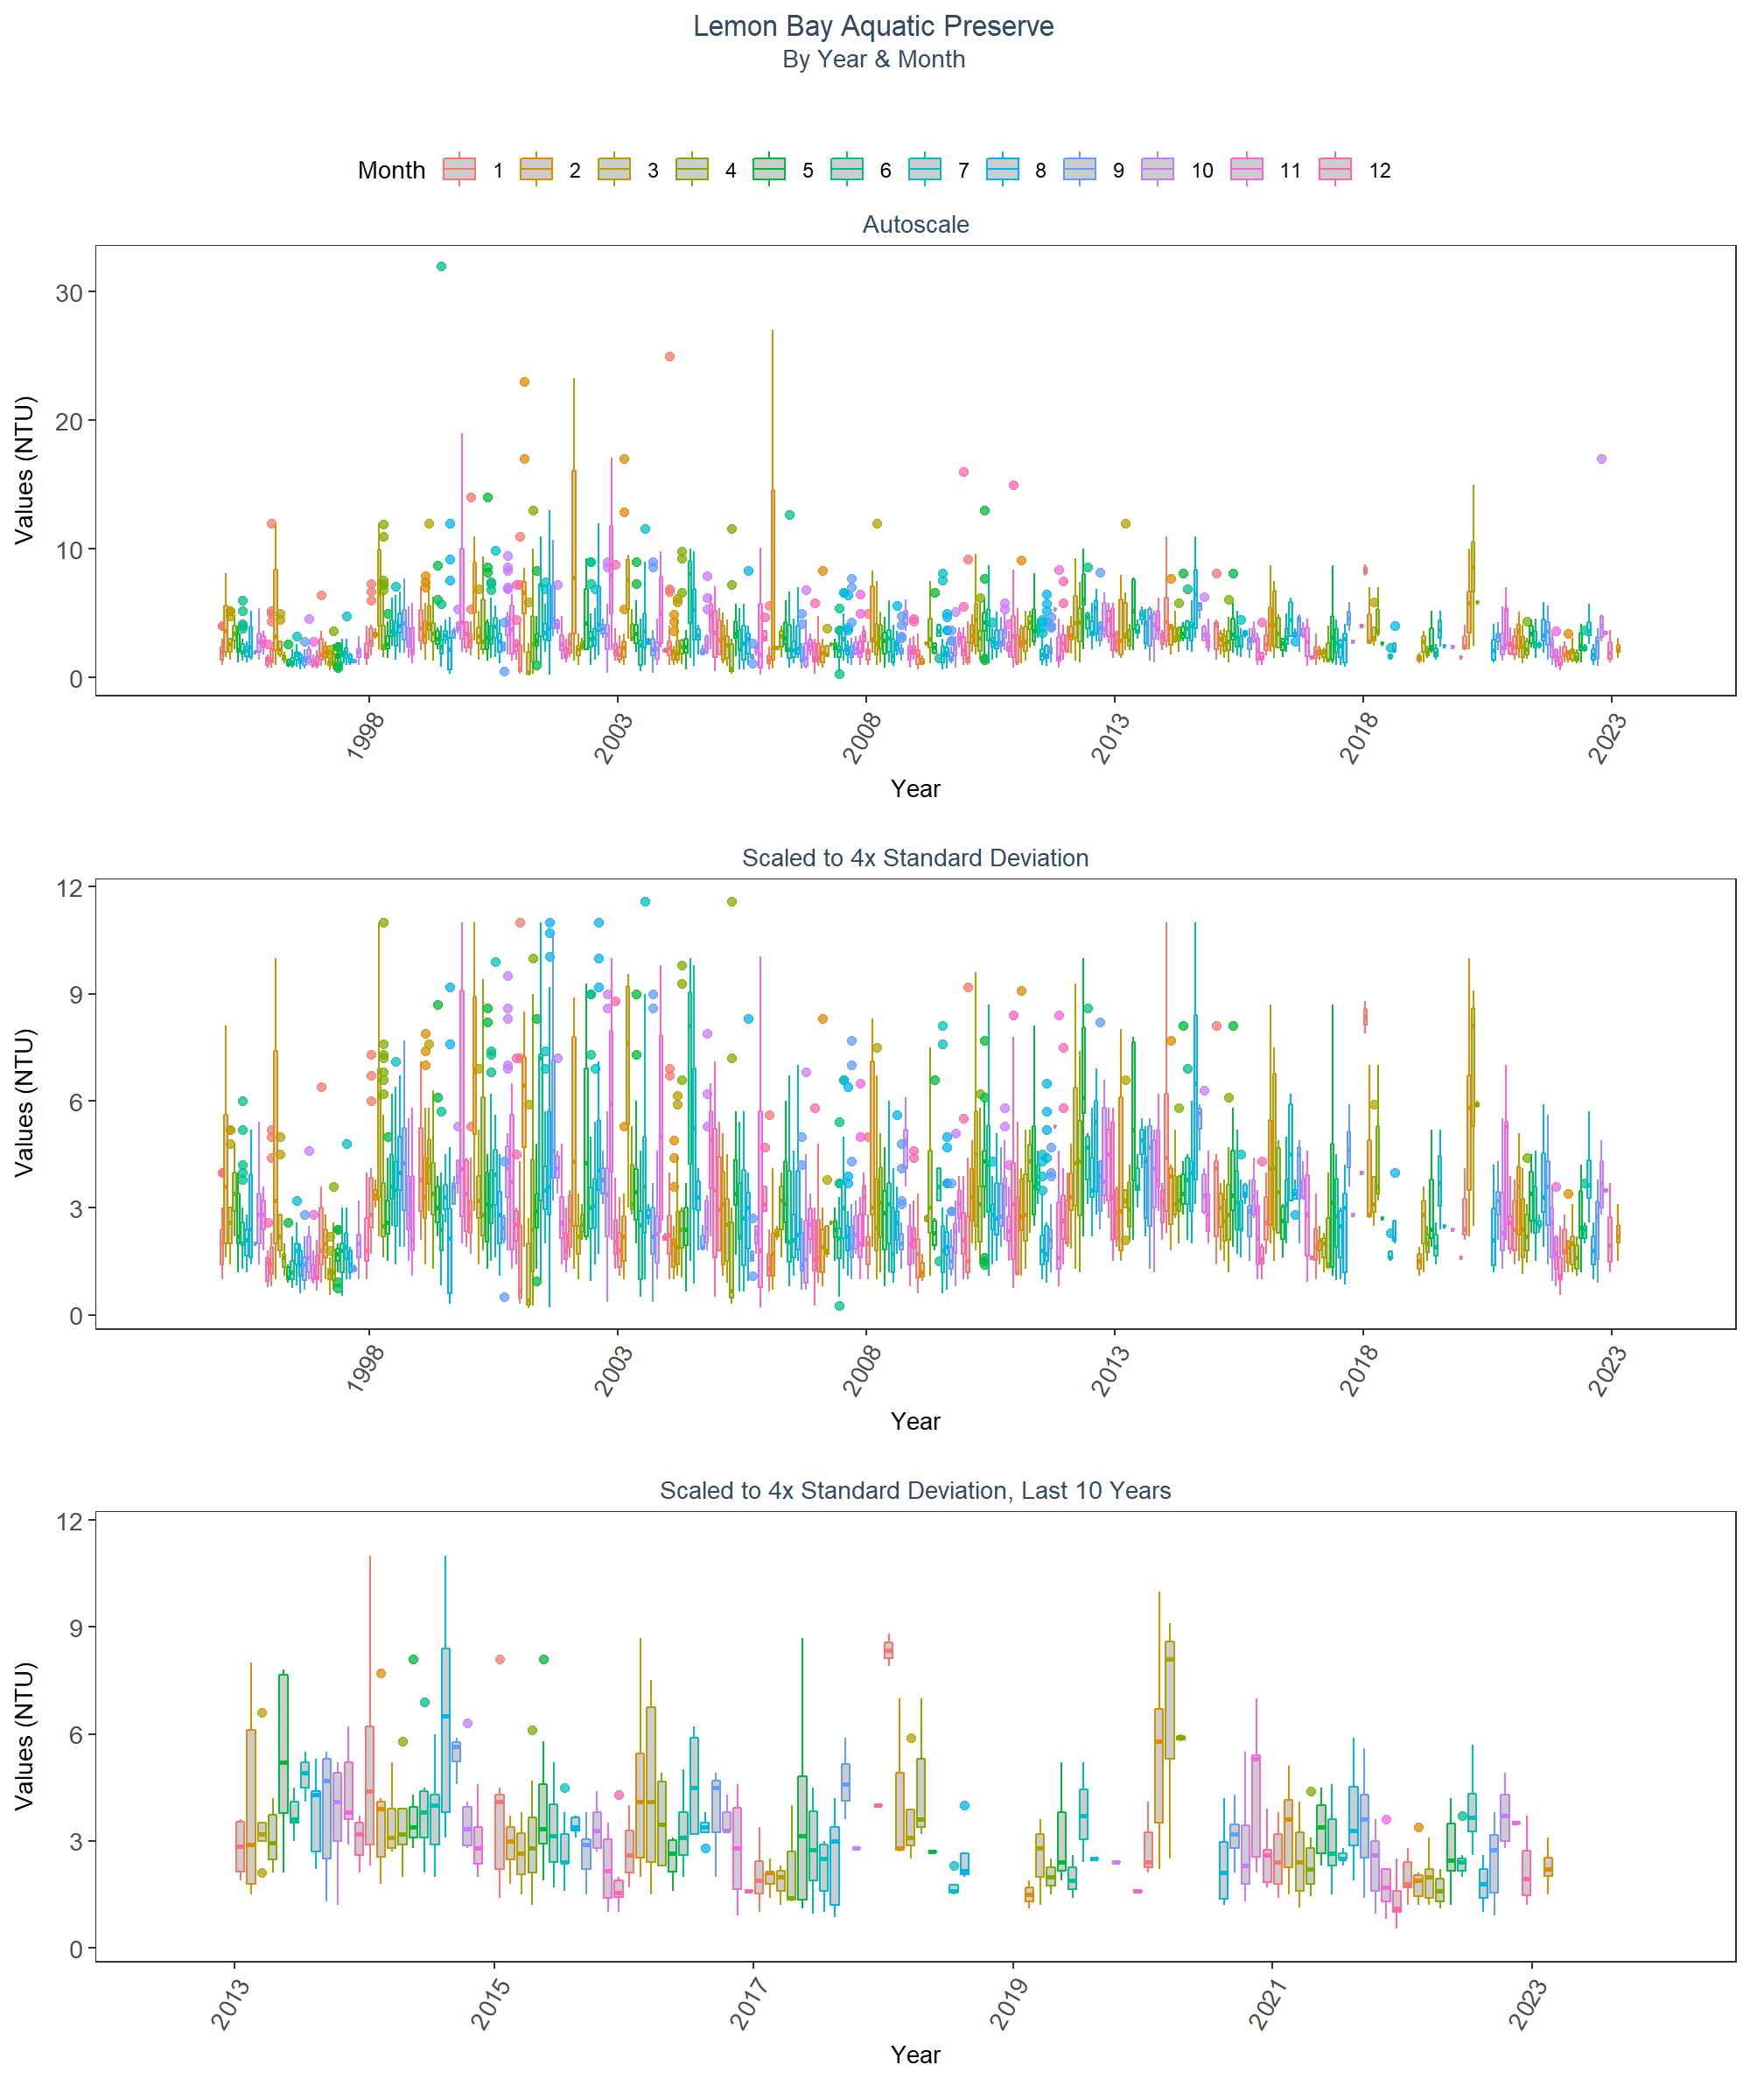 Lemon Bay Aquatic Preserve
By Year & Month
Month 1 2 3 4 5 6 7 8 9 10 11 12
Autoscale
Values (NTU)
30
20
10
0
1998 2003 2008 2013 2018 2023
Year
Scaled to 4x Standard Deviation
Values (NTU)
12
9
6
3
0
1998 2003 2008 2013 2018 2023
Year
Scaled to 4x Standard Deviation, Last 10 Years
Values (NTU)
12
9
6
3
0
2013 2015 2017 2019 2021 2023
Year